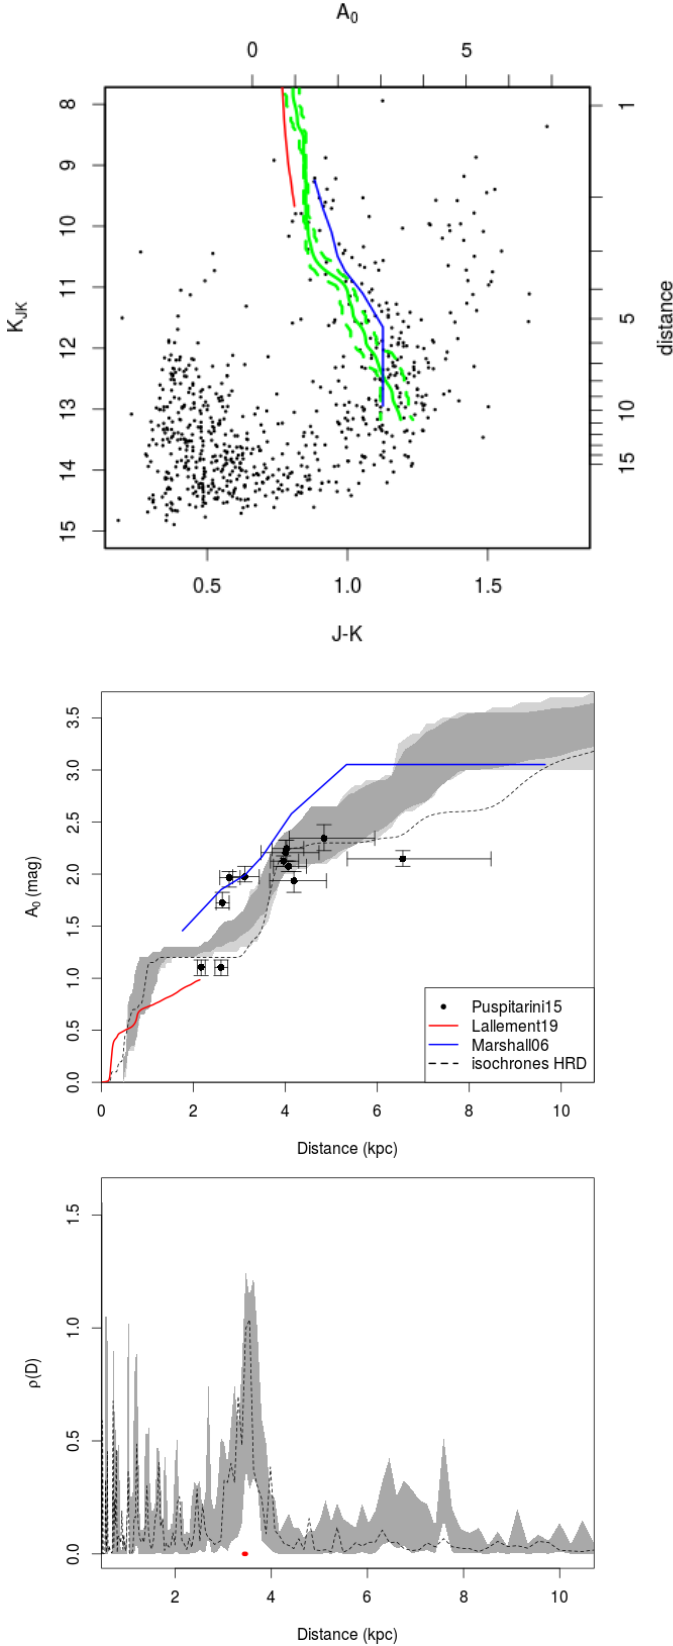 A0
0 5
8 1
9
10
11
5
12
13 10
14
15
15
KJK
distance
0.5 1.0 1.5
J-K
3.5
3.0
2.5
2.0
1.5
1.0
0.5
0.0
A0 (mag)
Puspitarini15
Lallement19
Marshall06
isochrones HRD
0 2 4 6 8 10
Distance (kpc)
1.5
1.0
0.5
0.0
ρ(D)
2 4 6 8 10
Distance (kpc)